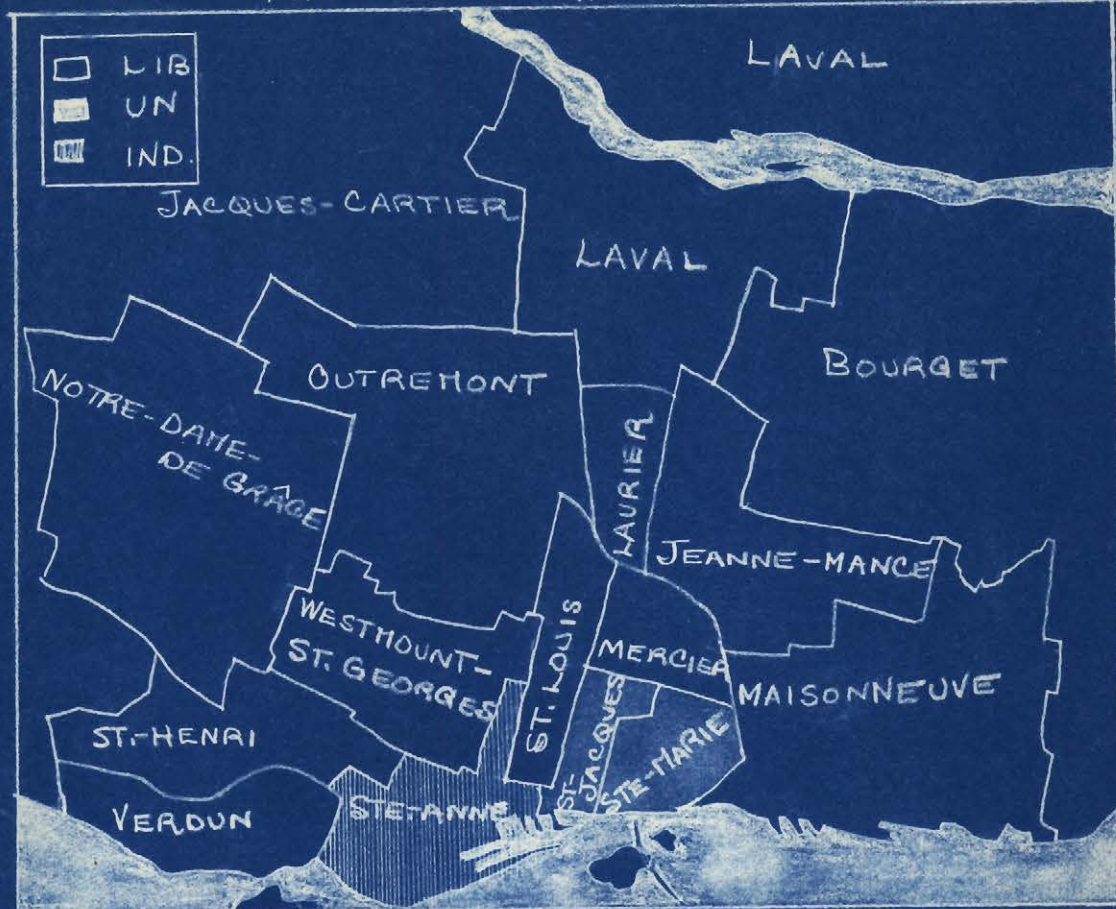 LIB
UN
IND.
LAVAL
JACQUES-CARTIER
LAVAL
BOURGET
OUTREMONT
NOTRE-DAME-
DE GRÂCE
LAURIER
JEANNE-MANCE
WESTMOUNT-
ST. GEORGES
ST. LOUIS
MERCIER
MAISONNEUVE
ST.-HENRI
ST-
JACQUES
STE-MARIE
VERDUN
STE-ANNE